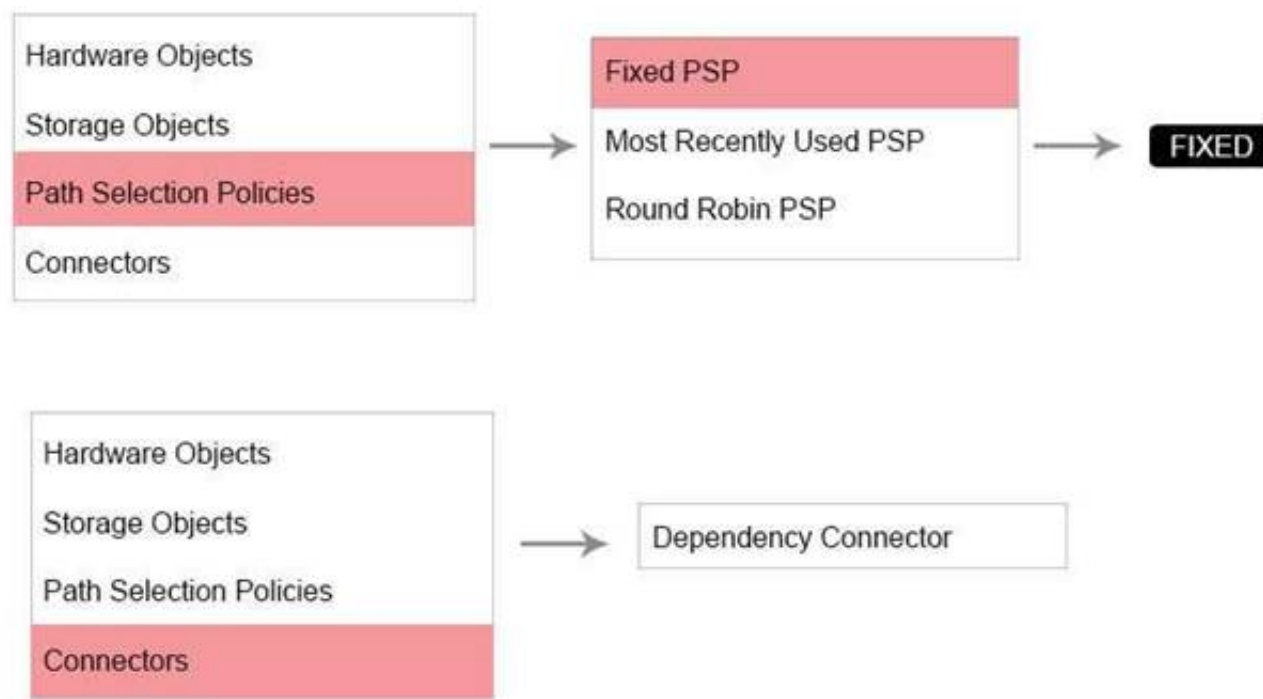 Hardware Objects
Storage Objects
Path Selection Policies
Connectors
Fixed PSP
Most Recently Used PSP
Round Robin PSP
FIXED
Hardware Objects
Storage Objects
Path Selection Policies
Connectors
Dependency Connector